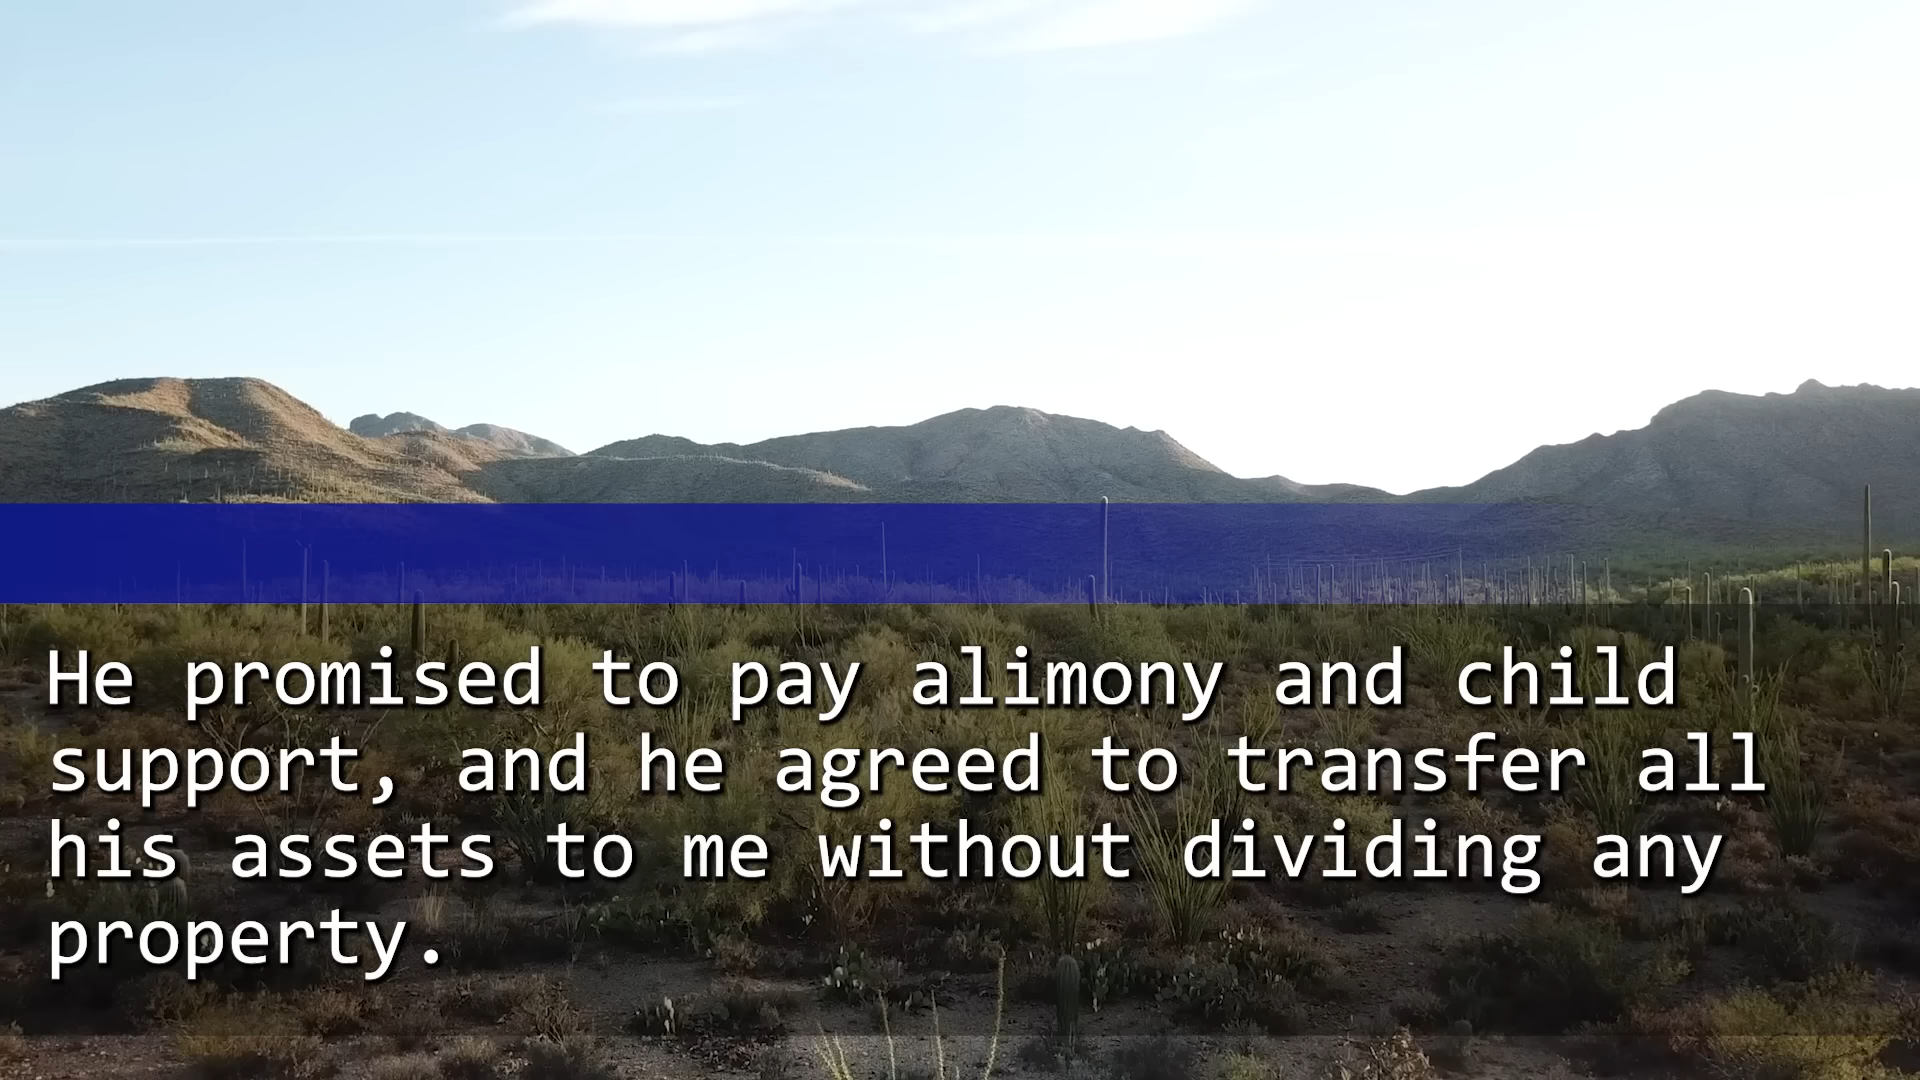 He promised to pay alimony and child
support, and he agreed to transfer all
his assets to me without dividing any
property.